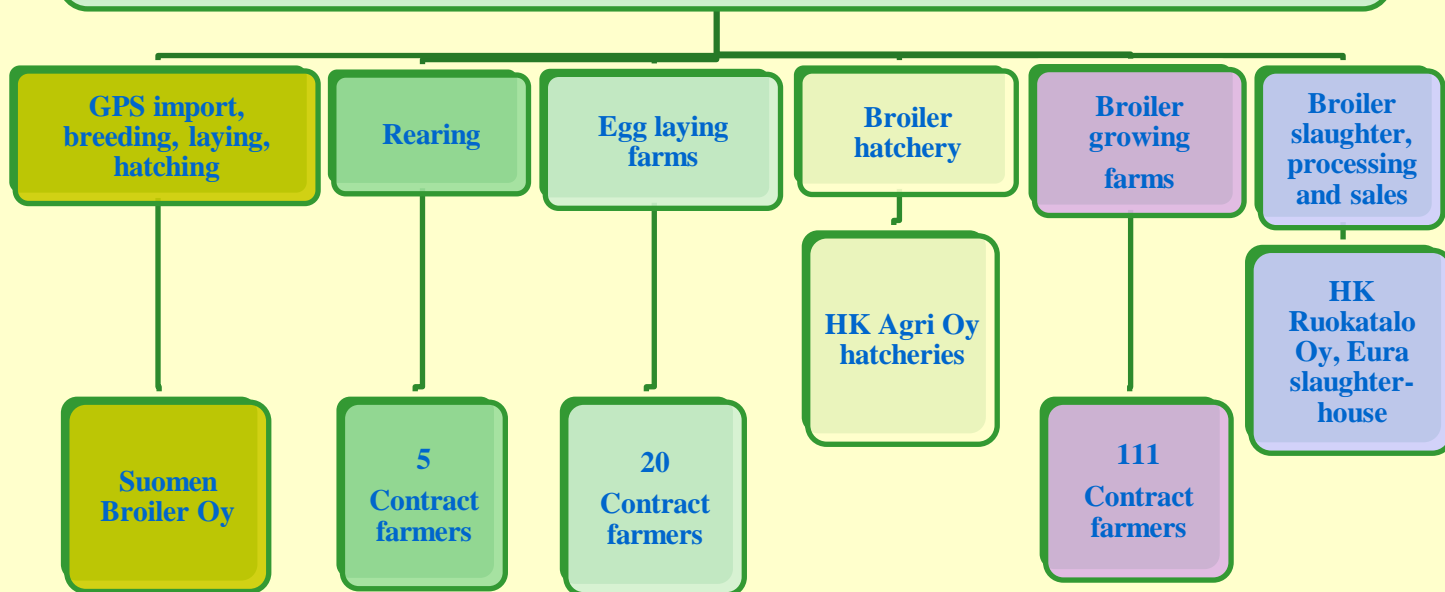 GPS import,
breeding, laying,
hatching
Rearing
Egg laying
farms
Broiler
hatchery
Broiler
growing
farms
Broiler
slaughter,
processing
and sales
Suomen
Broiler Oy
5
Contract
farmers
20
Contract
farmers
HK Agri Oy
hatcheries
111
Contract
farmers
HK
Ruokatalo
Oy, Eura
slaughter-
house